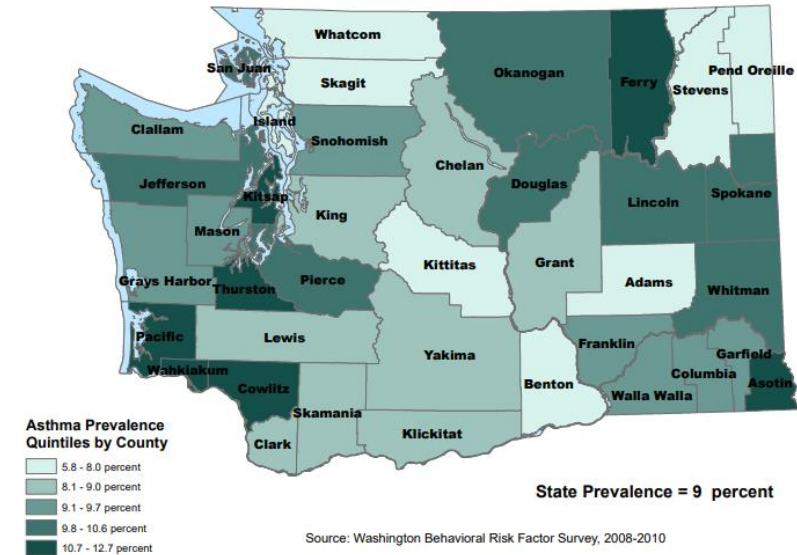 Whatcom
San Juan
Skagit
Island
Okanogan
Ferry
Stevens
Pend Oreille
Clallam
Snohomish
Chelan
Jefferson
Kitsap
Douglas
Lincoln
Spokane
Mason
King
Grant
Kittitas
Adams
Grays Harbor
Thurston
Pierce
Whitman
Pacific
Lewis
Yakima
Franklin
Garfield
Wahkiakum
Cowlitz
Benton
Walla Walla
Columbia
Asotin
Skamania
Clark
Klickitat
Asthma Prevalence
Quintiles by County
5.8 - 8.0 percent
8.1 - 9.0 percent
9.1 - 9.7 percent
9.8 - 10.6 percent
10.7 - 12.7 percent
State Prevalence = 9 percent
Source: Washington Behavioral Risk Factor Survey, 2008-2010